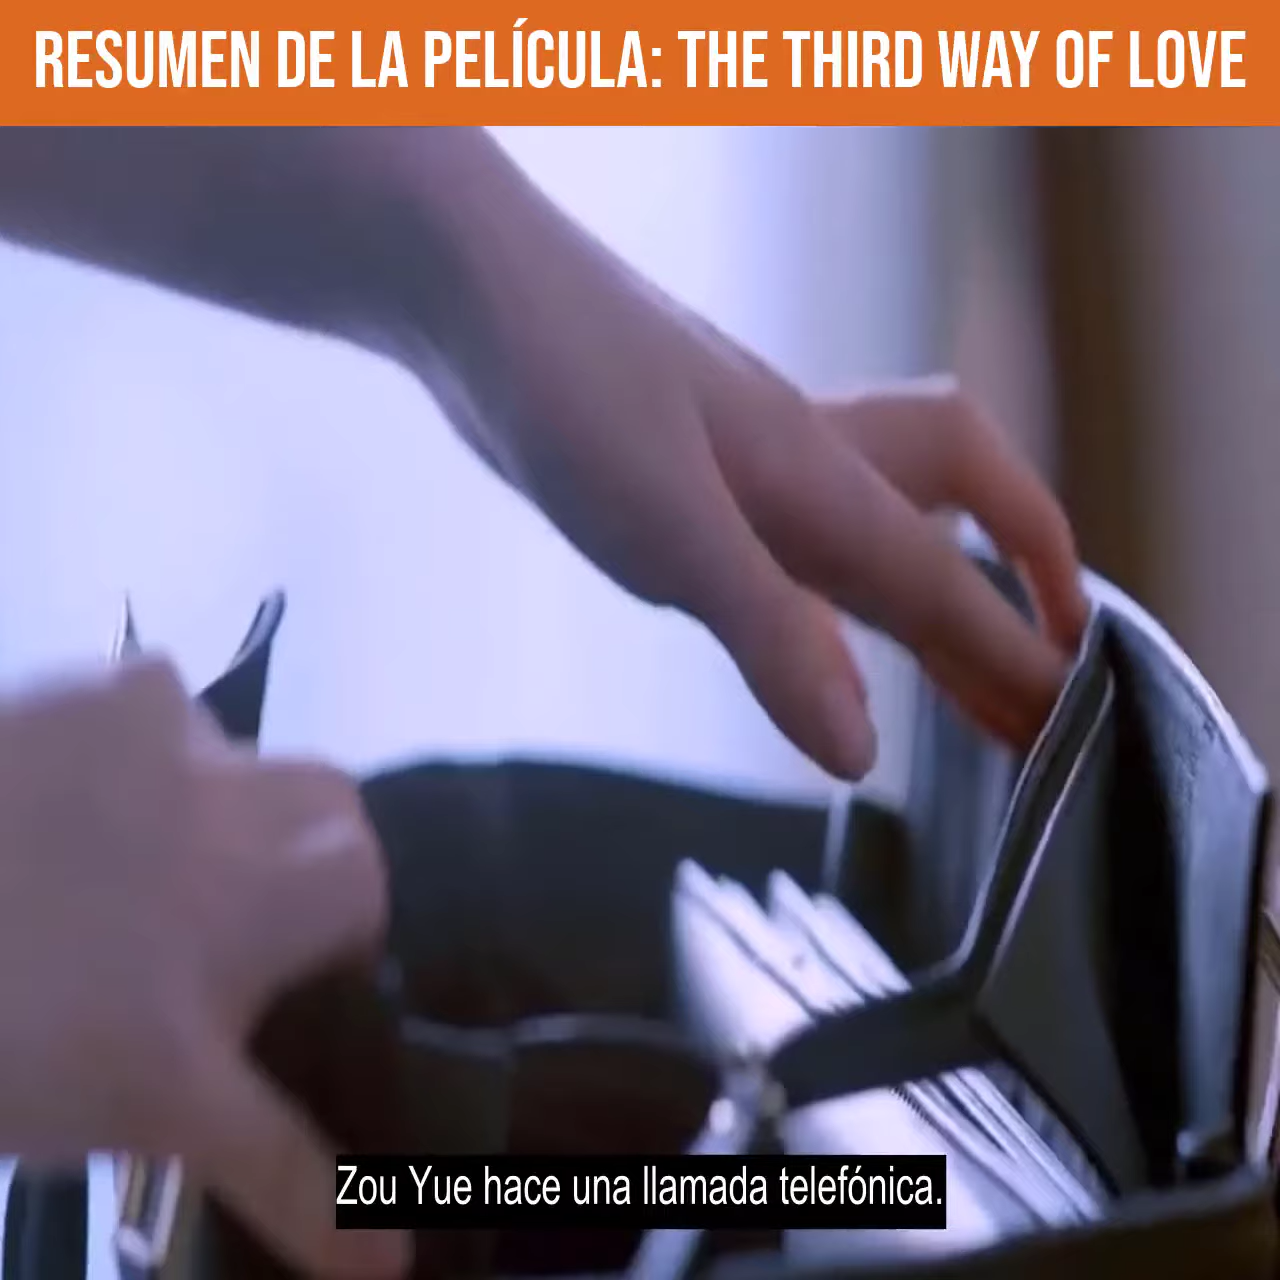 RESUMEN DE LA PELÍCULA: THE THIRD WAY OF LOVE
Zou Yue hace una llamada telefónica.